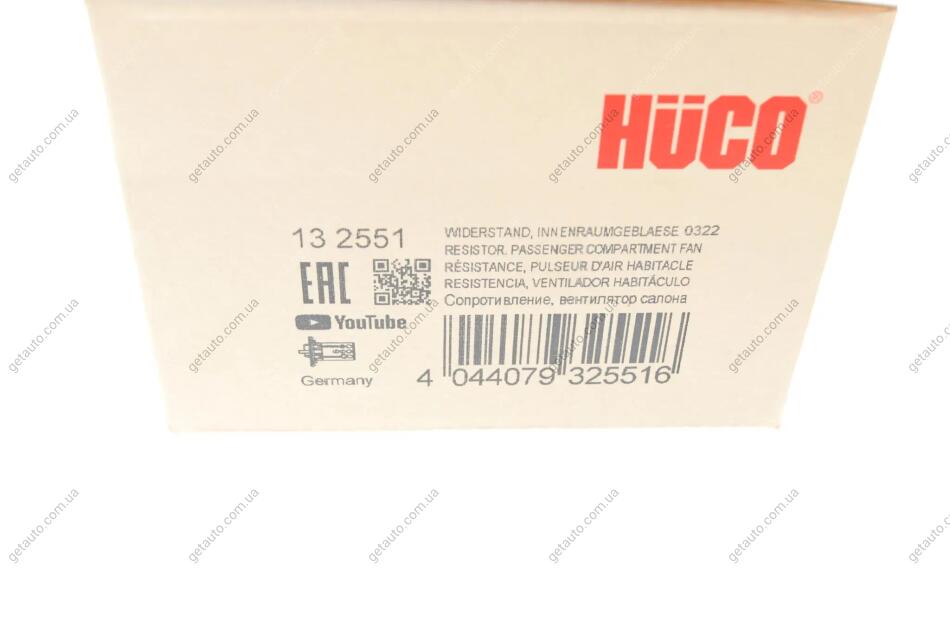 HÜCO®
13 2551
WIDERSTAND, INNENRAUMGEBLAESE 0322
RESISTOR, PASSENGER COMPARTMENT FAN
RÉSISTANCE, PULSEUR D'AIR HABITACLE
RESISTENCIA, VENTILADOR HABITÁCULO
Сопротивление, вентилятор салона
EAC
YouTube
Germany
4 044079 325516
getauto.com.ua